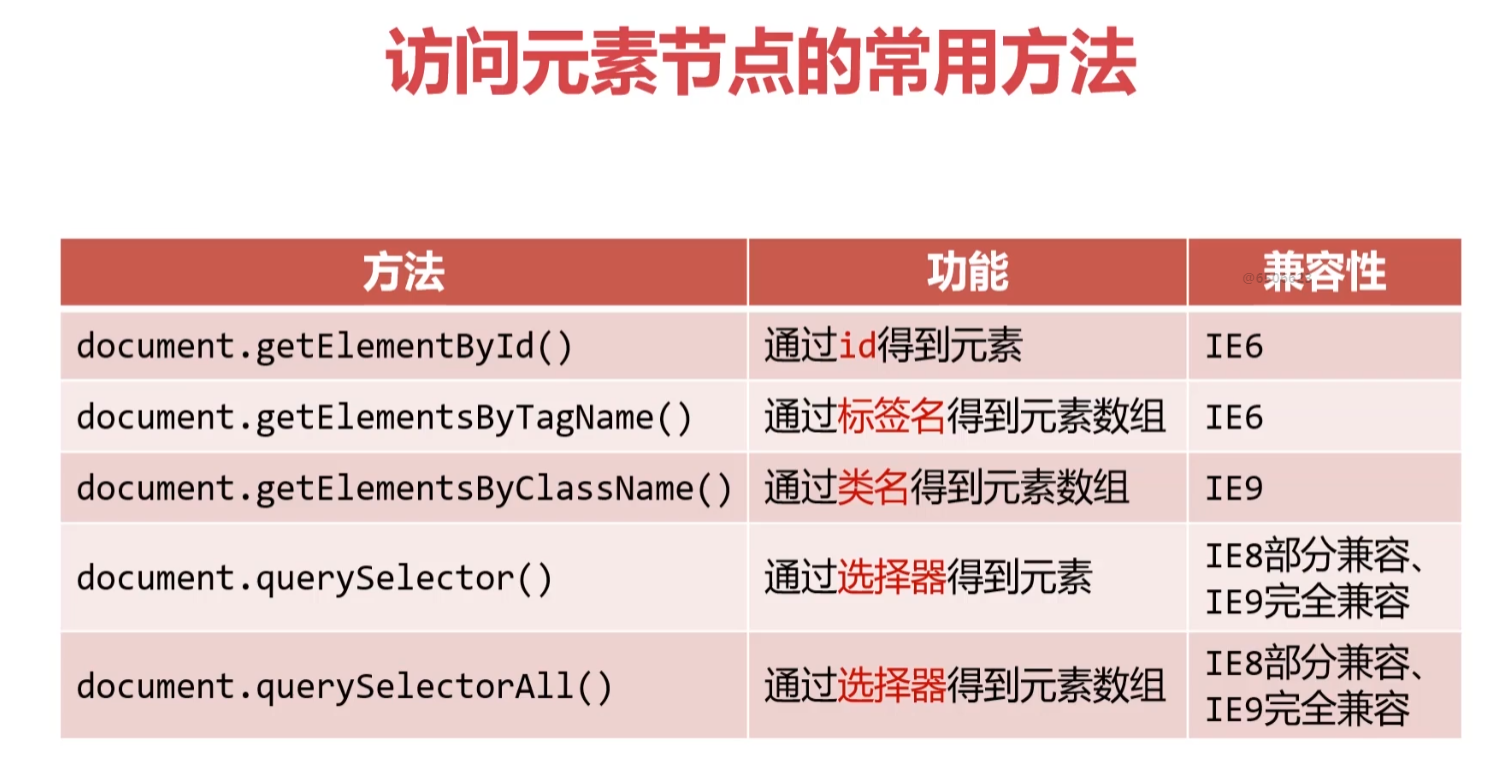 访问元素节点的常用方法
方法 功能 兼容性
document.getElementById() 通过id得到元素 IE6
document.getElementsByTagName() 通过标签名得到元素数组 IE6
document.getElementsByClassName() 通过类名得到元素数组 IE9
document.querySelector() 通过选择器得到元素 IE8部分兼容、
IE9完全兼容
document.querySelectorAll() 通过选择器得到元素数组 IE8部分兼容、
IE9完全兼容